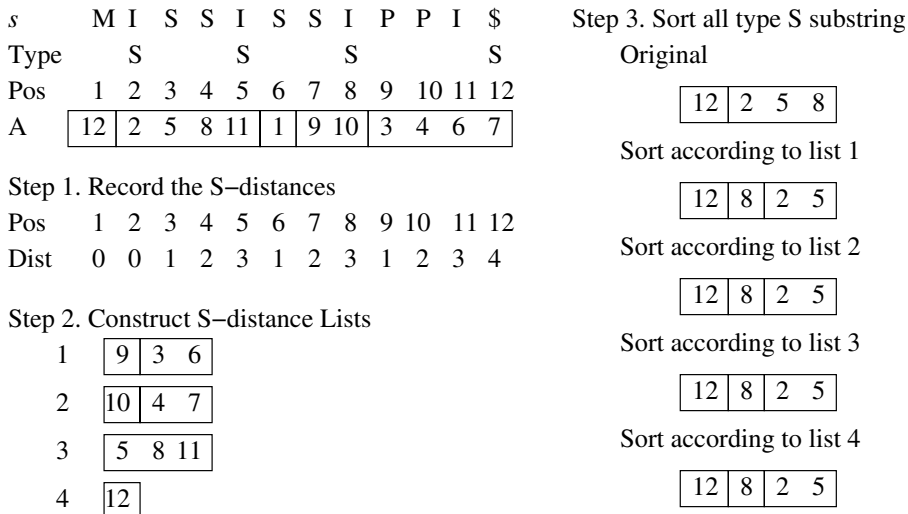 s M I S S I S S I P P I $
Type S S S S
Pos 1 2 3 4 5 6 7 8 9 10 11 12
A 12 2 5 8 11 1 9 10 3 4 6 7
Step 1. Record the S−distances
Pos 1 2 3 4 5 6 7 8 9 10 11 12
Dist 0 0 1 2 3 1 2 3 1 2 3 4
Step 2. Construct S−distance Lists
1 9 3 6
2 10 4 7
3 5 8 11
4 12
Step 3. Sort all type S substring
Original
12 2 5 8
Sort according to list 1
12 8 2 5
Sort according to list 2
12 8 2 5
Sort according to list 3
12 8 2 5
Sort according to list 4
12 8 2 5